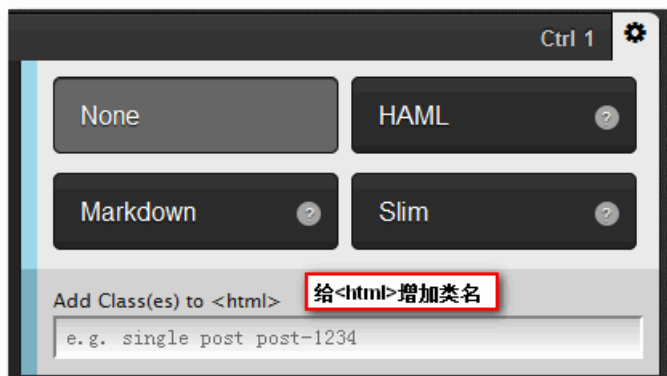 Ctrl 1
None
HAML ?
Markdown ?
Slim ?
Add Class(es) to <html>
给<html>增加类名
e.g. single post post-1234